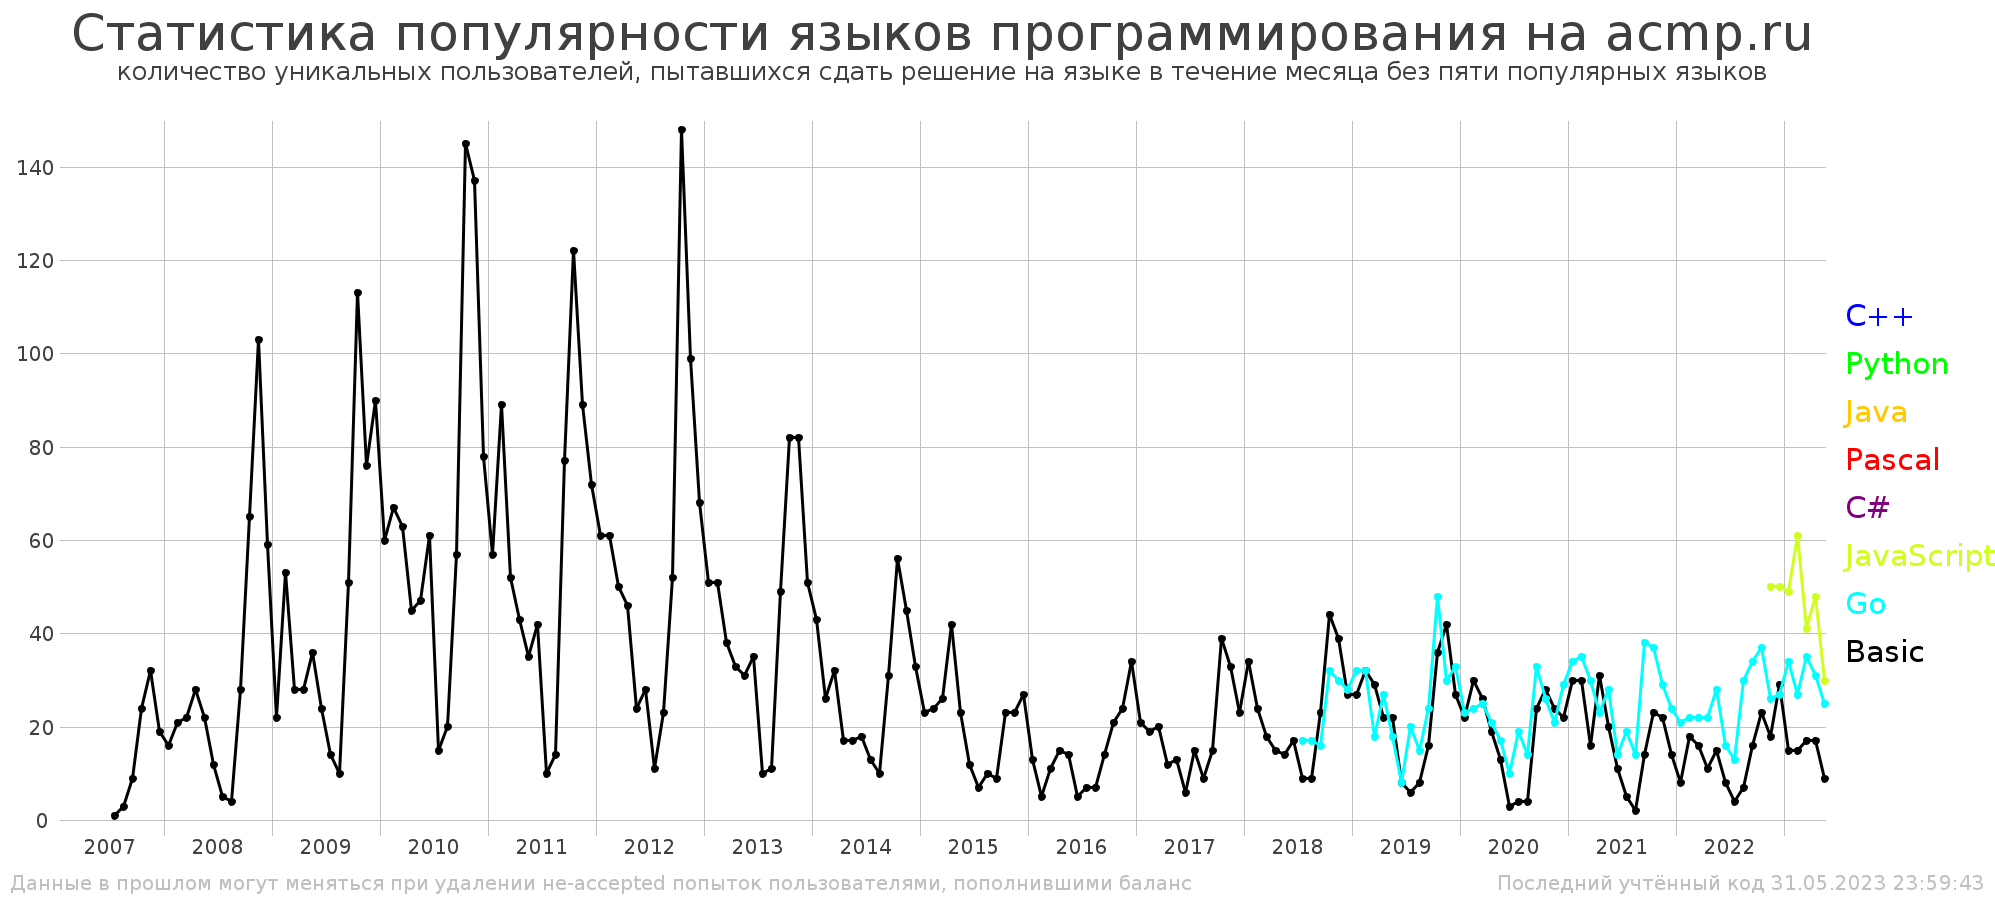 Статистика популярности языков программирования на acmp.ru
количество уникальных пользователей, пытавшихся сдать решение на языке в течение месяца без пяти популярных языков
140
120
100
80
60
40
20
0
2007 2008 2009 2010 2011 2012 2013 2014 2015 2016 2017 2018 2019 2020 2021 2022
C++
Python
Java
Pascal
C#
JavaScript
Go
Basic
Данные в прошлом могут меняться при удалении не-accepted попыток пользователями, пополнившими баланс
Последний учтённый код 31.05.2023 23:59:43